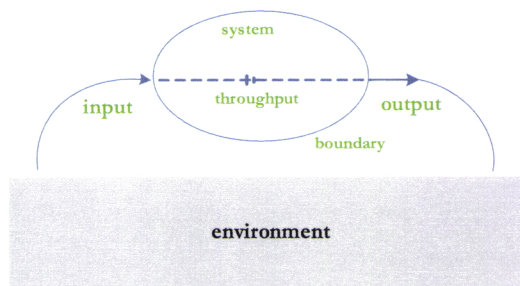 system
input
throughput
output
boundary
environment